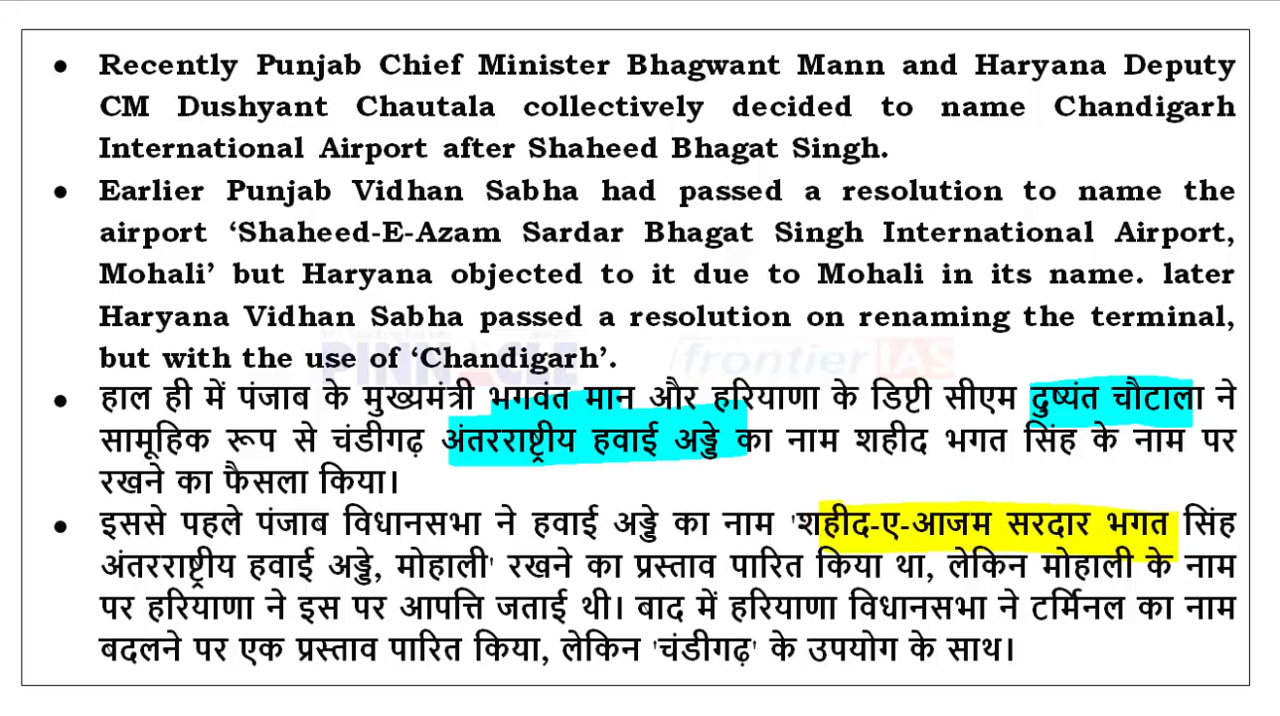 • Recently Punjab Chief Minister Bhagwant Mann and Haryana Deputy
CM Dushyant Chautala collectively decided to name Chandigarh
International Airport after Shaheed Bhagat Singh.
• Earlier Punjab Vidhan Sabha had passed a resolution to name the
airport ‘Shaheed-E-Azam Sardar Bhagat Singh International Airport,
Mohali’ but Haryana objected to it due to Mohali in its name. later
Haryana Vidhan Sabha passed a resolution on renaming the terminal,
but with the use of ‘Chandigarh’.
PINNACLE frontier IAS
• हाल ही में पंजाब के मुख्यमंत्री भगवंत मान और हरियाणा के डिप्टी सीएम दुष्यंत चौटाला ने
सामूहिक रूप से चंडीगढ़ अंतरराष्ट्रीय हवाई अड्डे का नाम शहीद भगत सिंह के नाम पर
रखने का फैसला किया।
• इससे पहले पंजाब विधानसभा ने हवाई अड्डे का नाम 'शहीद-ए-आजम सरदार भगत सिंह
अंतरराष्ट्रीय हवाई अड्डे, मोहाली' रखने का प्रस्ताव पारित किया था, लेकिन मोहाली के नाम
पर हरियाणा ने इस पर आपत्ति जताई थी। बाद में हरियाणा विधानसभा ने टर्मिनल का नाम
बदलने पर एक प्रस्ताव पारित किया, लेकिन 'चंडीगढ़' के उपयोग के साथ।